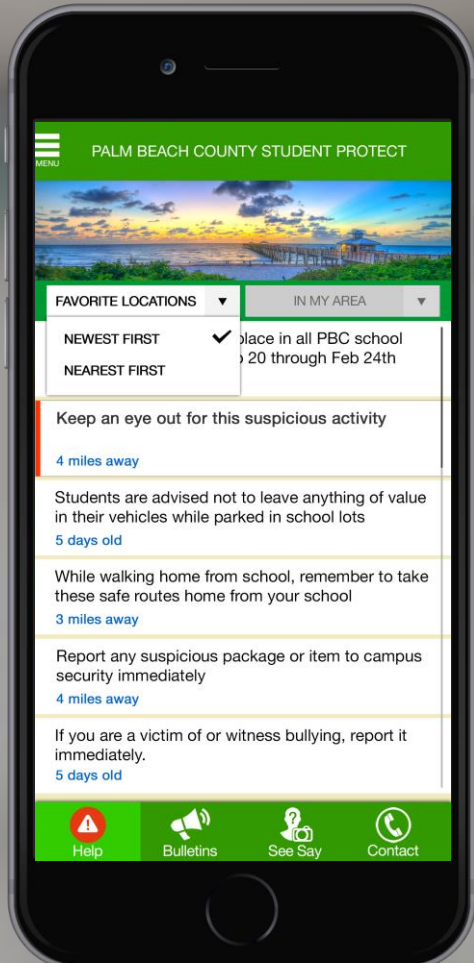 MENU
PALM BEACH COUNTY STUDENT PROTECT
FAVORITE LOCATIONS
IN MY AREA
NEWEST FIRST
NEAREST FIRST
place in all PBC school
20 through Feb 24th
Keep an eye out for this suspicious activity
4 miles away
Students are advised not to leave anything of value
in their vehicles while parked in school lots
5 days old
While walking home from school, remember to take
these safe routes home from your school
3 miles away
Report any suspicious package or item to campus
security immediately
4 miles away
If you are a victim of or witness bullying, report it
immediately.
5 days old
Help
Bulletins
See Say
Contact